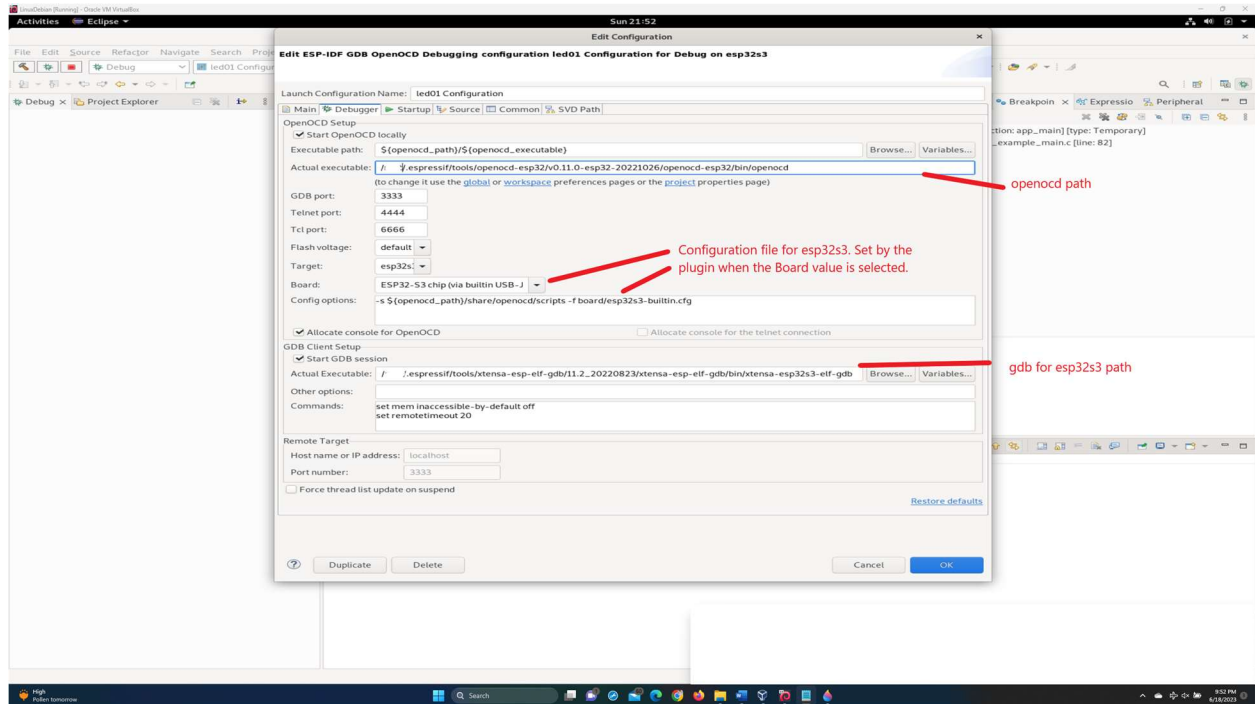 LinuxDebian [Running] - Oracle VM VirtualBox
Activities Eclipse Sun 21:52
Edit Configuration
File Edit Source Refactor Navigate Search Proje
Edit ESP-IDF GDB OpenOCD Debugging configuration led01 Configuration for Debug on esp32s3
Debug led01 Configur
Launch Configuration Name: led01 Configuration
Debug Project Explorer
Breakpoin Expressio Peripheral
Main Debugger Startup Source Common SVD Path
OpenOCD Setup
Start OpenOCD locally
ction: app_main] [type: Temporary]
Executable path: ${openocd_path}/${openocd_executable} Browse... Variables...
_example_main.c [line: 82]
Actual executable: /.espressif/tools/openocd-esp32/v0.11.0-esp32-20221026/openocd-esp32/bin/openocd
(to change it use the global or workspace preferences pages or the project properties page)
openocd path
GDB port: 3333
Telnet port: 4444
Tcl port: 6666
Flash voltage: default
Configuration file for esp32s3. Set by the
plugin when the Board value is selected.
Target: esp32s:
Board: ESP32-S3 chip (via builtin USB-J
Config options: -s ${openocd_path}/share/openocd/scripts -f board/esp32s3-builtin.cfg
Allocate console for OpenOCD Allocate console for the telnet connection
GDB Client Setup
Start GDB session
Actual Executable: /.espressif/tools/xtensa-esp-elf-gdb/11.2_20220823/xtensa-esp-elf-gdb/bin/xtensa-esp32s3-elf-gdb Browse... Variables...
gdb for esp32s3 path
Other options:
Commands: set mem inaccessible-by-default off
set remotetimeout 20
Remote Target
Host name or IP address: localhost
Port number: 3333
Force thread list update on suspend
Restore defaults
Duplicate Delete Cancel OK
High
Pollen tomorrow
Search
9:52 PM
6/18/2023